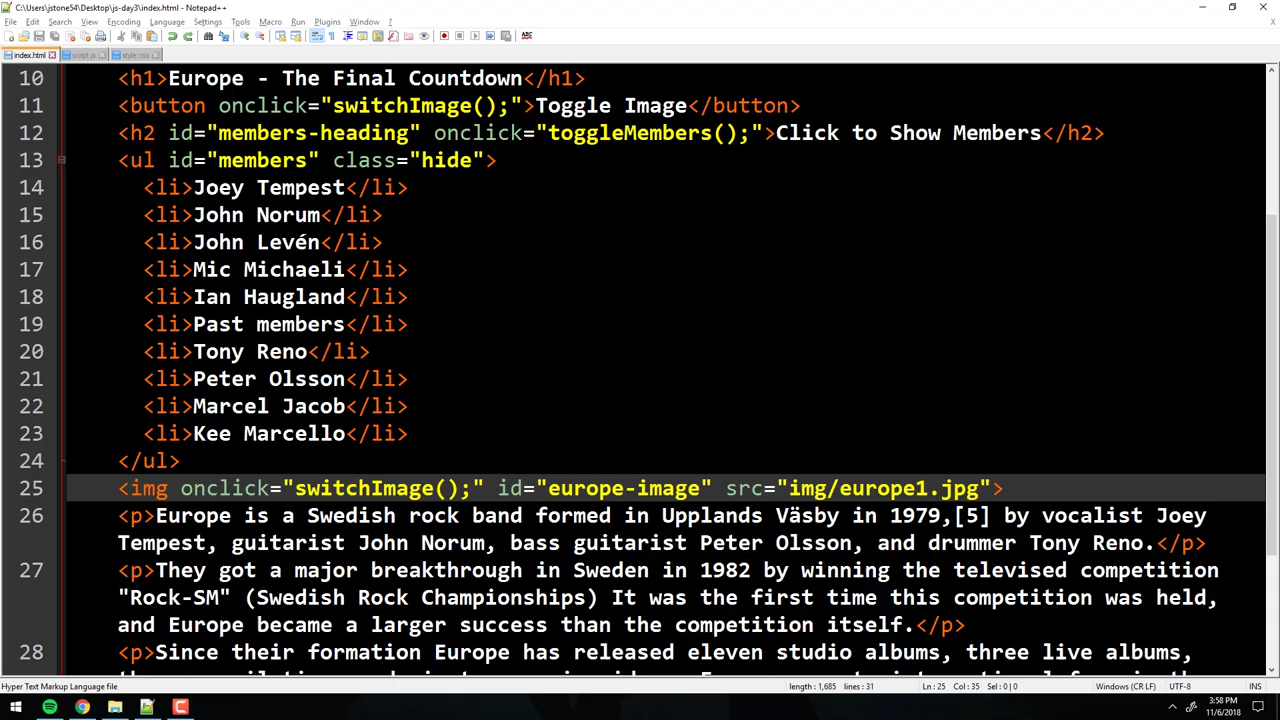 C:\Users\jstone54\Desktop\js-day3\index.html - Notepad++
File Edit Search View Encoding Language Settings Tools Macro Run Plugins Window ? X
index.html script.js style.css
10 <h1>Europe - The Final Countdown</h1>
11 <button onclick="switchImage();">Toggle Image</button>
12 <h2 id="members-heading" onclick="toggleMembers();">Click to Show Members</h2>
13 <ul id="members" class="hide">
14 <li>Joey Tempest</li>
15 <li>John Norum</li>
16 <li>John Levén</li>
17 <li>Mic Michaeli</li>
18 <li>Ian Haugland</li>
19 <li>Past members</li>
20 <li>Tony Reno</li>
21 <li>Peter Olsson</li>
22 <li>Marcel Jacob</li>
23 <li>Kee Marcello</li>
24 </ul>
25 <img onclick="switchImage();" id="europe-image" src="img/europe1.jpg">
26 <p>Europe is a Swedish rock band formed in Upplands Väsby in 1979,[5] by vocalist Joey
Tempest, guitarist John Norum, bass guitarist Peter Olsson, and drummer Tony Reno.</p>
27 <p>They got a major breakthrough in Sweden in 1982 by winning the televised competition
"Rock-SM" (Swedish Rock Championships) It was the first time this competition was held,
and Europe became a larger success than the competition itself.</p>
28 <p>Since their formation Europe has released eleven studio albums, three live albums,
Hyper Text Markup Language file length : 1,685 lines : 31 Ln : 25 Col : 35 Sel : 0 | 0 Windows (CR LF) UTF-8 INS
3:58 PM
11/6/2018